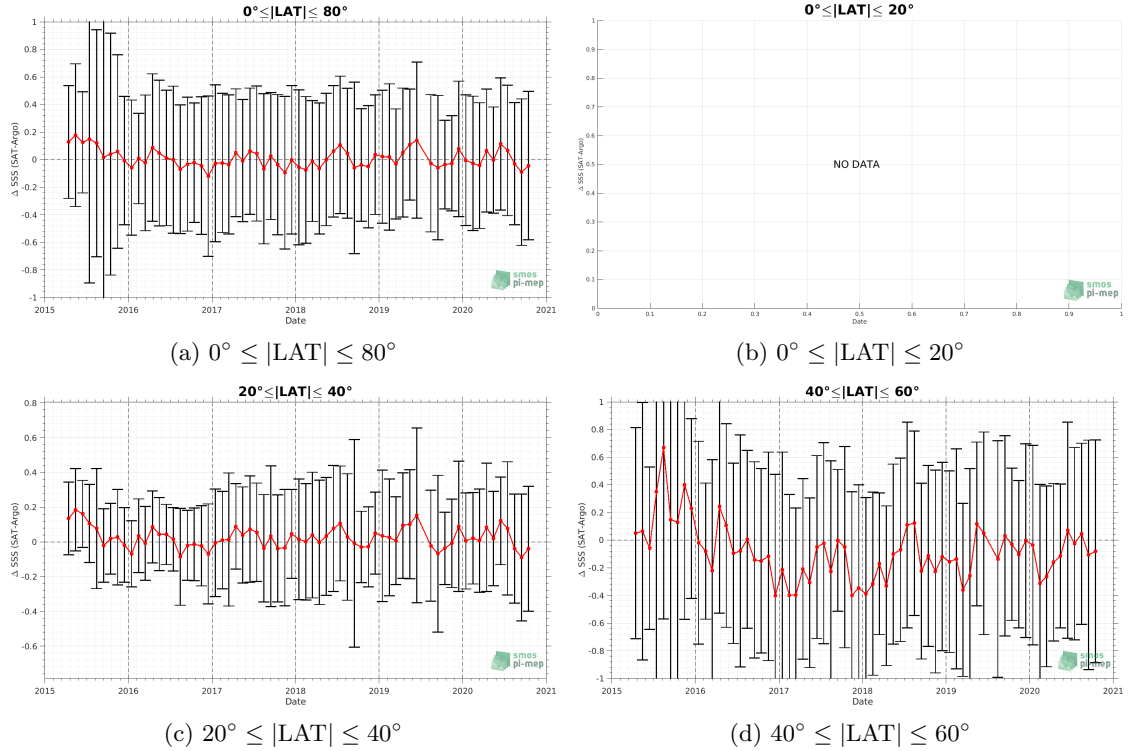 0°≤|LAT|≤ 80°
Δ SSS (SAT-Argo)
1
0.8
0.6
0.4
0.2
0
-0.2
-0.4
-0.6
-0.8
-1
2015
2016
2017
2018
2019
2020
2021
Date
smos
pi-mep
(a) 0° ≤ |LAT| ≤ 80°
0°≤|LAT|≤ 20°
Δ SSS (SAT-Argo)
1
0.9
0.8
0.7
0.6
0.5
0.4
0.3
0.2
0.1
0
NO DATA
0
0.1
0.2
0.3
0.4
0.5
0.6
0.7
0.8
0.9
1
Date
smos
pi-mep
(b) 0° ≤ |LAT| ≤ 20°
20°≤|LAT|≤ 40°
Δ SSS (SAT-Argo)
0.8
0.6
0.4
0.2
0
-0.2
-0.4
-0.6
2015
2016
2017
2018
2019
2020
2021
Date
smos
pi-mep
(c) 20° ≤ |LAT| ≤ 40°
40°≤|LAT|≤ 60°
Δ SSS (SAT-Argo)
1
0.8
0.6
0.4
0.2
0
-0.2
-0.4
-0.6
-0.8
-1
2015
2016
2017
2018
2019
2020
2021
Date
smos
pi-mep
(d) 40° ≤ |LAT| ≤ 60°